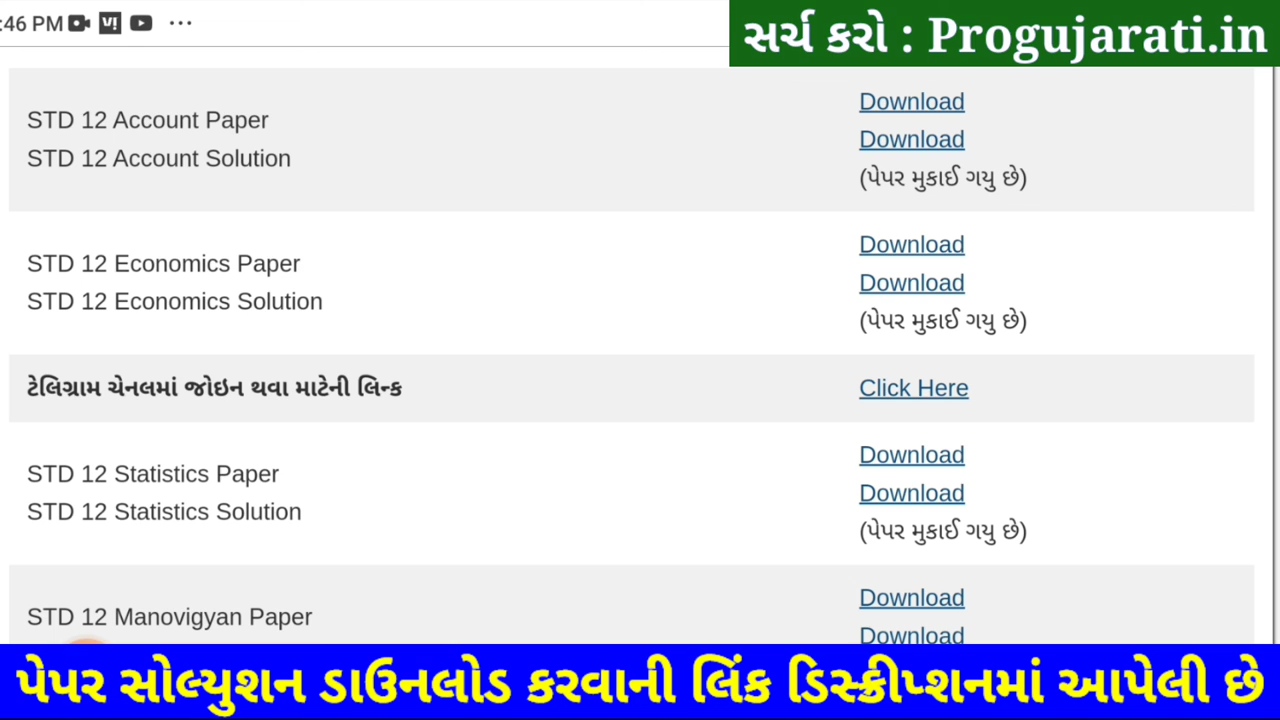 :46 PM
સર્ચ કરો : Progujarati.in
STD 12 Account Paper
STD 12 Account Solution
Download
Download
(પેપર મુકાઈ ગયુ છે)
STD 12 Economics Paper
STD 12 Economics Solution
Download
Download
(પેપર મુકાઈ ગયુ છે)
ટેલિગ્રામ ચેનલમાં જોઇન થવા માટેની લિન્ક
Click Here
STD 12 Statistics Paper
STD 12 Statistics Solution
Download
Download
(પેપર મુકાઈ ગયુ છે)
STD 12 Manovigyan Paper
Download
Download
પેપર સોલ્યુશન ડાઉનલોડ કરવાની લિંક ડિસ્ક્રીપ્શનમાં આપેલી છે